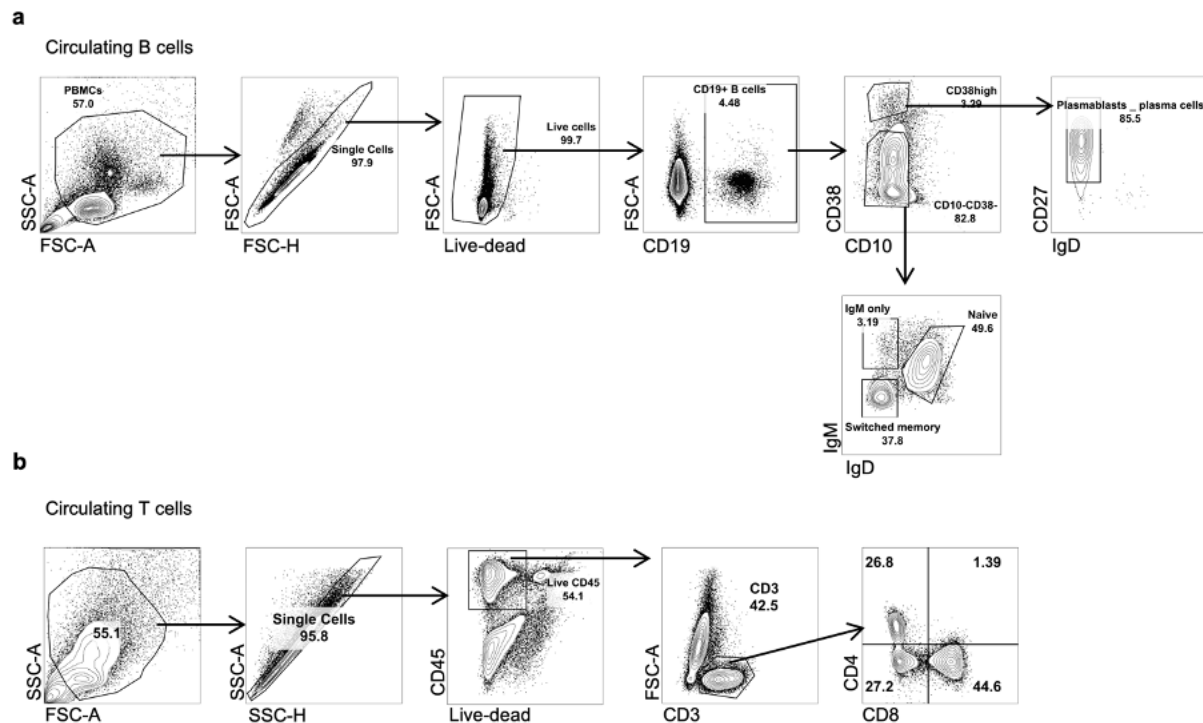 a
Circulating B cells
PBMCs
57.0
SSC-A
FSC-A
Single Cells
97.9
FSC-A
FSC-H
Live cells
99.7
FSC-A
Live-dead
CD19+ B cells
4.48
FSC-A
CD19
CD38high
3.29
CD10-CD38-
82.8
CD38
CD10
Plasmablasts _ plasma cells
85.5
CD27
IgD
IgM only
3.19
Naive
49.6
Switched memory
37.8
IgM
IgD
b
Circulating T cells
55.1
SSC-A
FSC-A
Single Cells
95.8
SSC-A
SSC-H
Live CD45
54.1
CD45
Live-dead
CD3
42.5
FSC-A
CD3
26.8
1.39
27.2
44.6
CD4
CD8